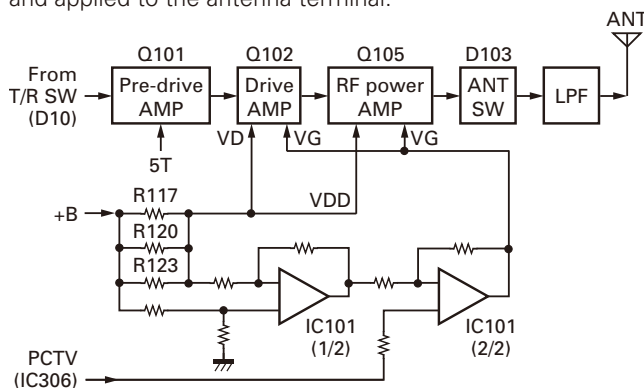 and applied to the antenna terminal.
ANT
Q101
Q102
Q105
D103
From
T/R SW
(D10)
Pre-drive
AMP
Drive
AMP
RF power
AMP
ANT
SW
LPF
5T
VD
VG
VG
VDD
+B
R117
R120
R123
IC101
(1/2)
IC101
(2/2)
PCTV
(IC306)